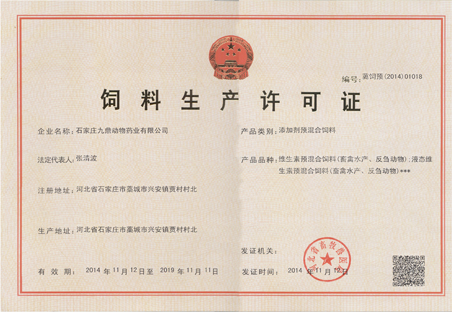 编号: 冀饲预(2014)01018
饲料生产许可证
企业名称: 石家庄九鼎动物药业有限公司
法定代表人: 张清波
注册地址: 河北省石家庄市藁城市兴安镇贾村村北
生产地址: 河北省石家庄市藁城市兴安镇贾村村北
有效期 2014年11月12日至2019年11月11日
产品类别: 添加剂预混合饲料
产品品种: 维生素预混合饲料(畜禽水产、反刍动物);液态维
生素预混合饲料(畜禽水产、反刍动物)***
发证机关:
发证时间: 2014年11月12日